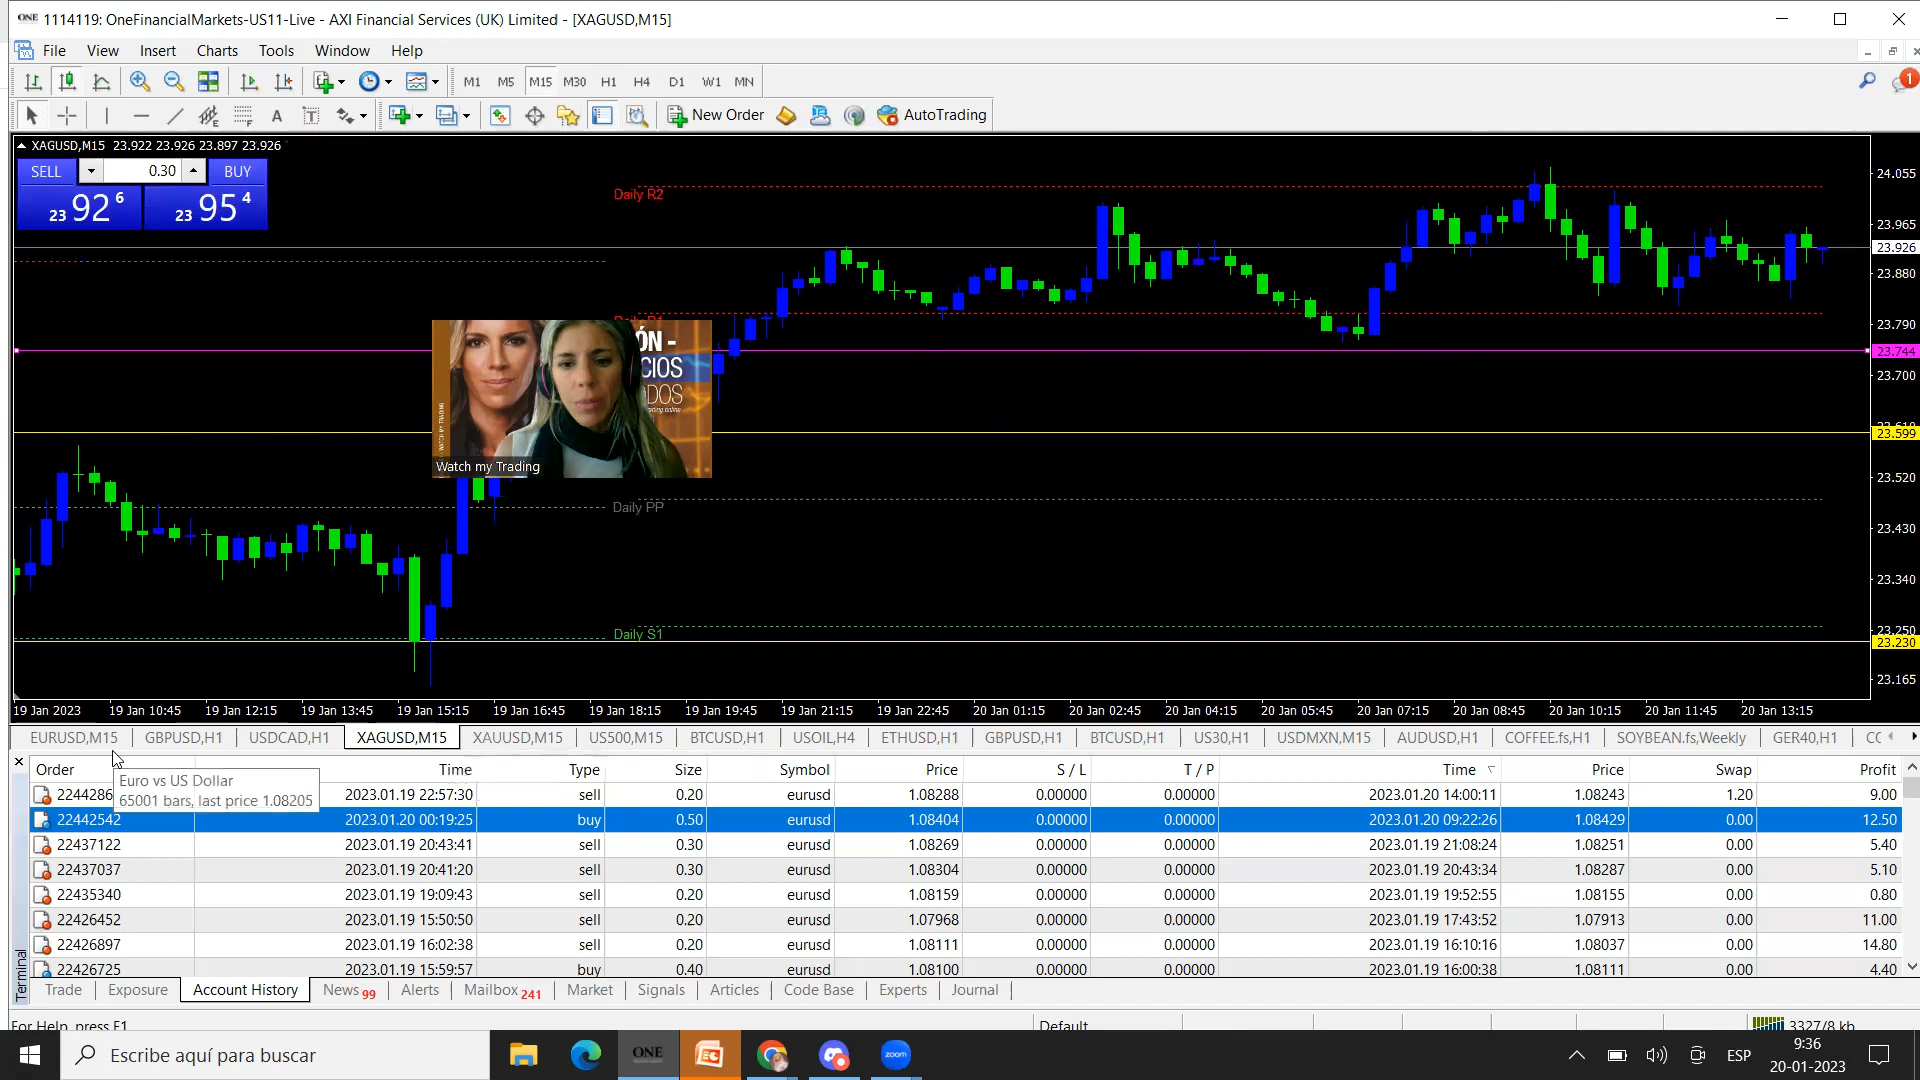 ONE 1114119: OneFinancialMarkets-US11-Live - AXI Financial Services (UK) Limited - [XAGUSD,M15]
File View Insert Charts Tools Window Help
M1 M5 M15 M30 H1 H4 D1 W1 MN 1
New Order AutoTrading
XAGUSD,M15 23.922 23.926 23.897 23.926
SELL 0.30 BUY
23 92 6 23 95 4
Daily R2
24.055
23.965
23.926
23.880
23.790
23.744
23.700
23.599
23.520
23.430
23.340
23.250
23.230
23.165
ÓN -
CIOS
DOS
Watch my Trading
Daily PP
Daily S1
19 Jan 2023 19 Jan 10:45 19 Jan 12:15 19 Jan 13:45 19 Jan 15:15 19 Jan 16:45 19 Jan 18:15 19 Jan 19:45 19 Jan 21:15 19 Jan 22:45 20 Jan 01:15 20 Jan 02:45 20 Jan 04:15 20 Jan 05:45 20 Jan 07:15 20 Jan 08:45 20 Jan 10:15 20 Jan 11:45 20 Jan 13:15
EURUSD,M15 GBPUSD,H1 USDCAD,H1 XAGUSD,M15 XAUUSD,M15 US500,M15 BTCUSD,H1 USOIL,H4 ETHUSD,H1 GBPUSD,H1 BTCUSD,H1 US30,H1 USDMXN,M15 AUDUSD,H1 COFFEE.fs,H1 SOYBEAN.fs,Weekly GER40,H1
Order Time Type Size Symbol Price S / L T / P Time Price Swap Profit
Euro vs US Dollar
65001 bars, last price 1.08205
2244286 2023.01.19 22:57:30 sell 0.20 eurusd 1.08288 0.00000 0.00000 2023.01.20 14:00:11 1.08243 1.20 9.00
22442542 2023.01.20 00:19:25 buy 0.50 eurusd 1.08404 0.00000 0.00000 2023.01.20 09:22:26 1.08429 0.00 12.50
22437122 2023.01.19 20:43:41 sell 0.30 eurusd 1.08269 0.00000 0.00000 2023.01.19 21:08:24 1.08251 0.00 5.40
22437037 2023.01.19 20:41:20 sell 0.30 eurusd 1.08304 0.00000 0.00000 2023.01.19 20:43:34 1.08287 0.00 5.10
22435340 2023.01.19 19:09:43 sell 0.20 eurusd 1.08159 0.00000 0.00000 2023.01.19 19:52:55 1.08155 0.00 0.80
22426452 2023.01.19 15:50:50 sell 0.20 eurusd 1.07968 0.00000 0.00000 2023.01.19 17:43:52 1.07913 0.00 11.00
22426897 2023.01.19 16:02:38 sell 0.20 eurusd 1.08111 0.00000 0.00000 2023.01.19 16:10:16 1.08037 0.00 14.80
22426725 2023.01.19 15:59:57 buy 0.40 eurusd 1.08100 0.00000 0.00000 2023.01.19 16:00:38 1.08111 0.00 4.40
Terminal
Trade Exposure Account History News 99 Alerts Mailbox 241 Market Signals Articles Code Base Experts Journal
For Help, press F1 Default 3327/8 kb
Escribe aquí para buscar ONE zoom ESP 9:36
20-01-2023